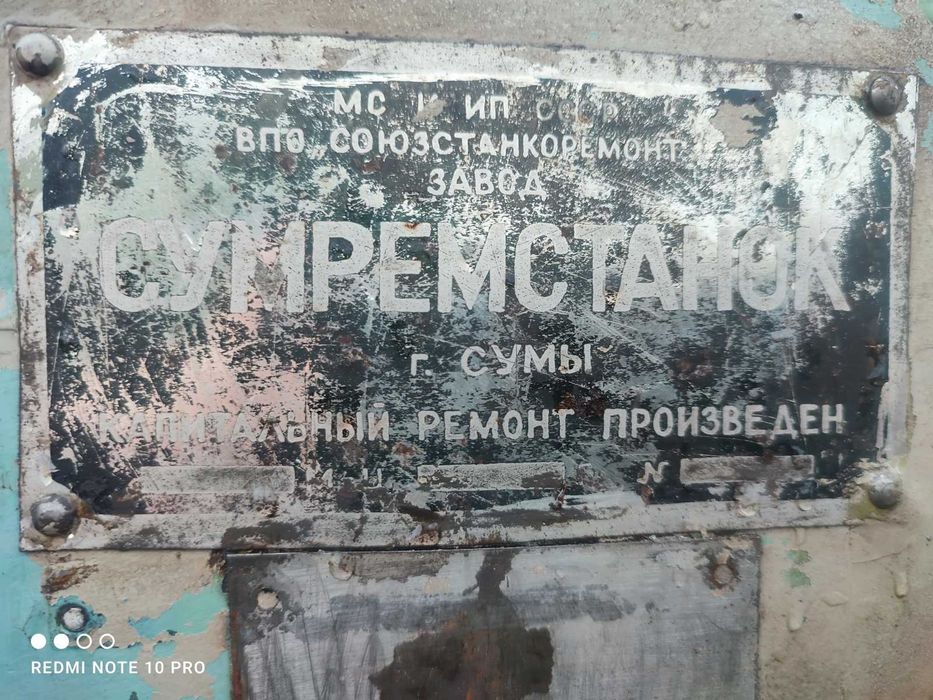 МС И ИП СССР
ВПО „СОЮЗСТАНКОРЕМОНТ"
ЗАВОД
„СУМРЕМСТАНОК
г. СУМЫ
КАПИТАЛЬНЫЙ РЕМОНТ ПРОИЗВЕДЕН
N
REDMI NOTE 10 PRO